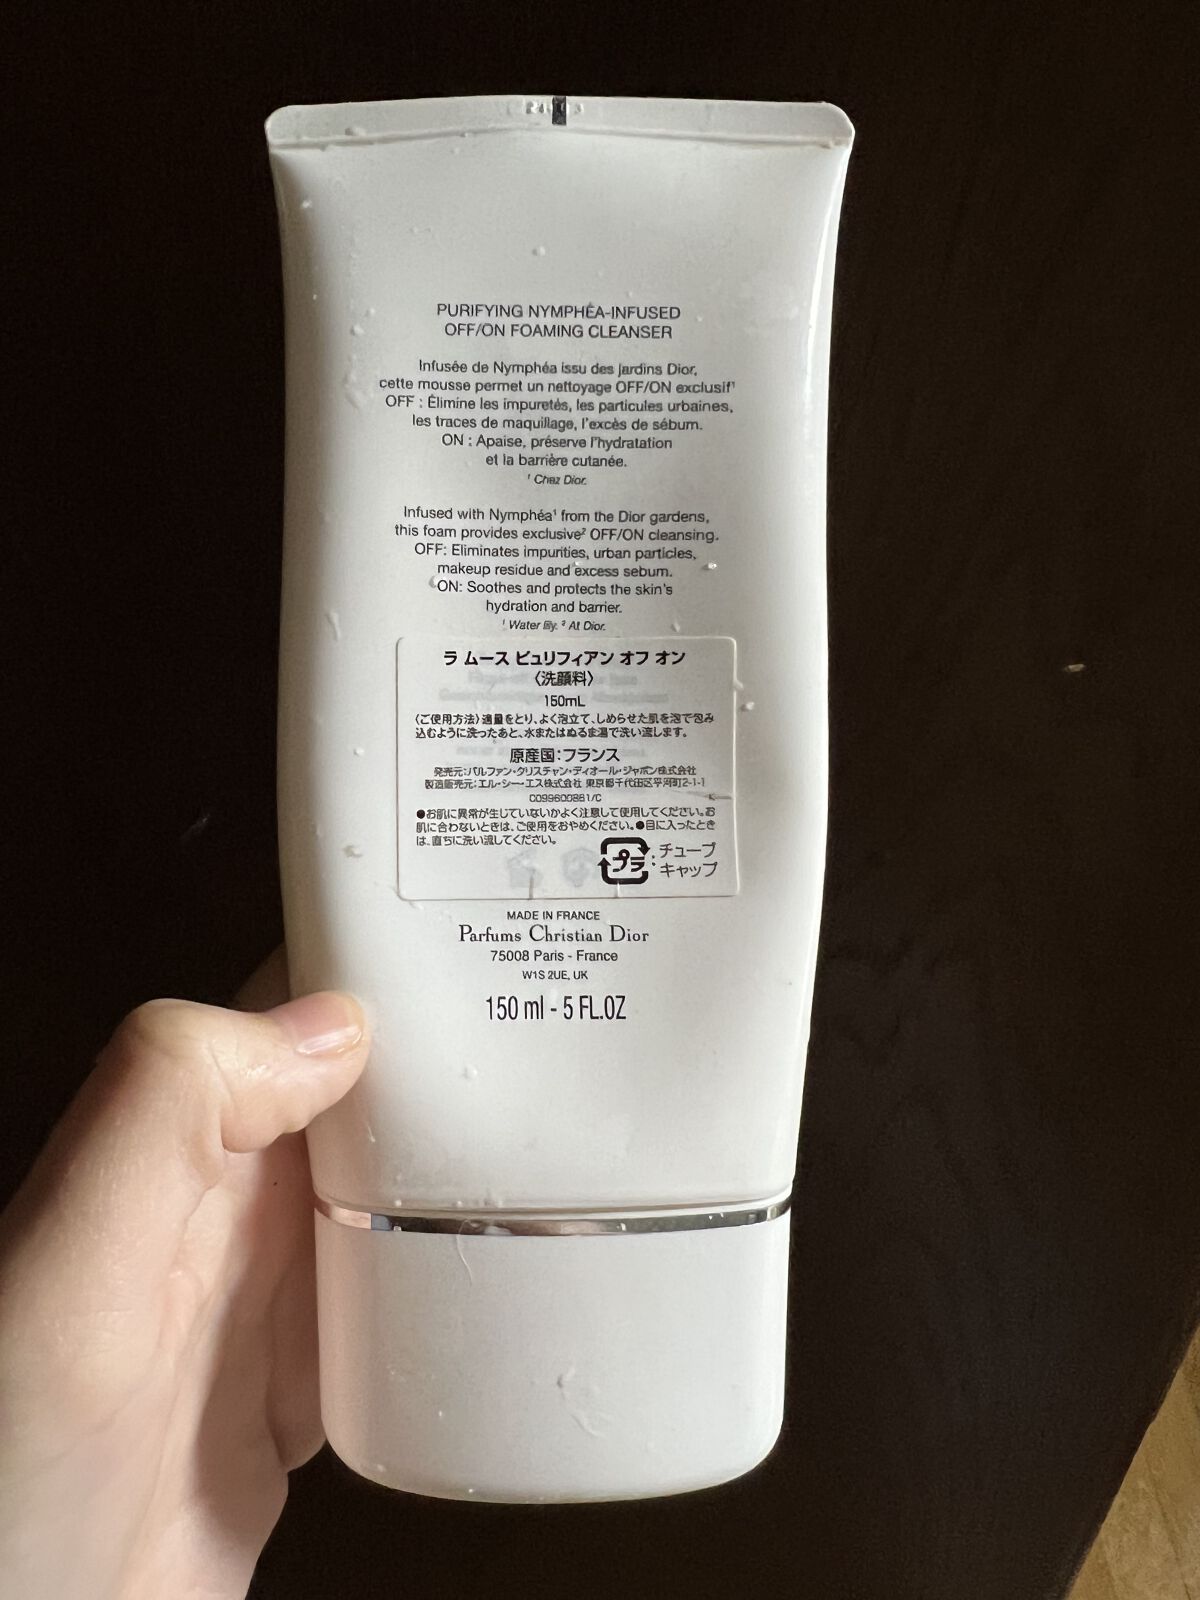 PURIFYING NYMPHÉA-INFUSED
OFF/ON FOAMING CLEANSER
Infusée de Nymphéa issu des jardins Dior,
cette mousse permet un nettoyage OFF/ON exclusif¹
OFF : Élimine les impuretés, les particules urbaines,
les traces de maquillage, l'excès de sébum.
ON : Apaise, préserve l'hydratation
et la barrière cutanée.
¹ Chez Dior.
Infused with Nymphéa¹ from the Dior gardens,
this foam provides exclusive² OFF/ON cleansing.
OFF: Eliminates impurities, urban particles,
makeup residue and excess sebum.
ON: Soothes and protects the skin's
hydration and barrier.
¹ Water lily. ² At Dior.
ラ ムース ピュリフィアン オフ オン
〈洗顔料〉
150mL
〈ご使用方法〉適量をとり、よく泡立て、しめらせた肌を泡で包み
込むように洗ったあと、水またはぬるま湯で洗い流します。
原産国:フランス
発売元:パルファン・クリスチャン・ディオール・ジャポン株式会社
製造販売元:エル・シー・エス株式会社 東京都千代田区平河町2-1-1
C099600861/C
●お肌に異常が生じていないかよく注意して使用してください。お
肌に合わないときは、ご使用をおやめください。●目に入ったとき
は、直ちに洗い流してください。
プラ : チューブ
キャップ
MADE IN FRANCE
Parfums Christian Dior
75008 Paris - France
W1S 2UE, UK
150 ml - 5 FL.OZ